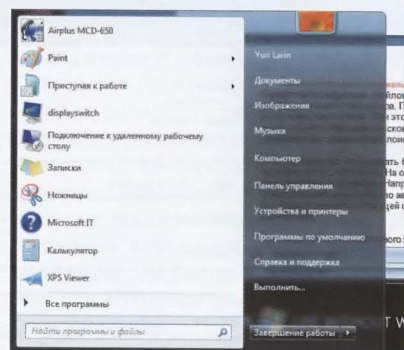 Airplus MCD-650
Paint
Приступая к работе
displayswitch
Подключение к удаленному рабочему
столу
Записки
Ножницы
Microsoft IT
Калькулятор
XPS Viewer
Все программы
Найти программы и файлы
Yuri Larin
Документы
Изображения
Музыка
Компьютер
Панель управления
Устройства и принтеры
Программы по умолчанию
Справка и поддержка
Выполнить...
Завершение работы